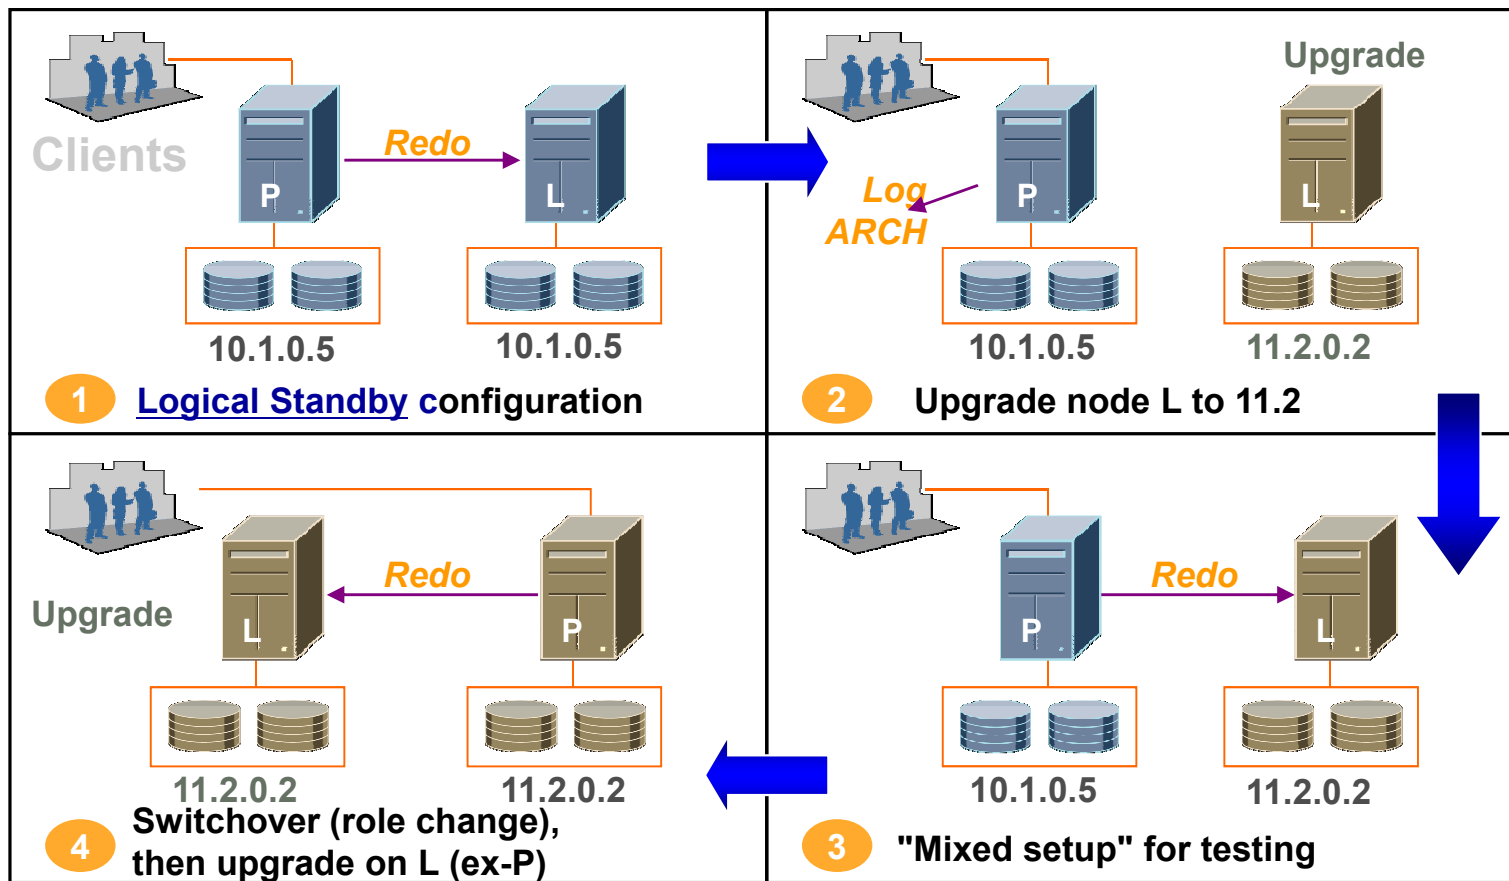 Clients
Redo
P
L
10.1.0.5
10.1.0.5
1 Logical Standby configuration
Upgrade
Log
ARCH
P
L
10.1.0.5
11.2.0.2
2 Upgrade node L to 11.2
Redo
P
L
10.1.0.5
11.2.0.2
3 "Mixed setup" for testing
Upgrade
Redo
L
P
11.2.0.2
11.2.0.2
4 Switchover (role change),
then upgrade on L (ex-P)